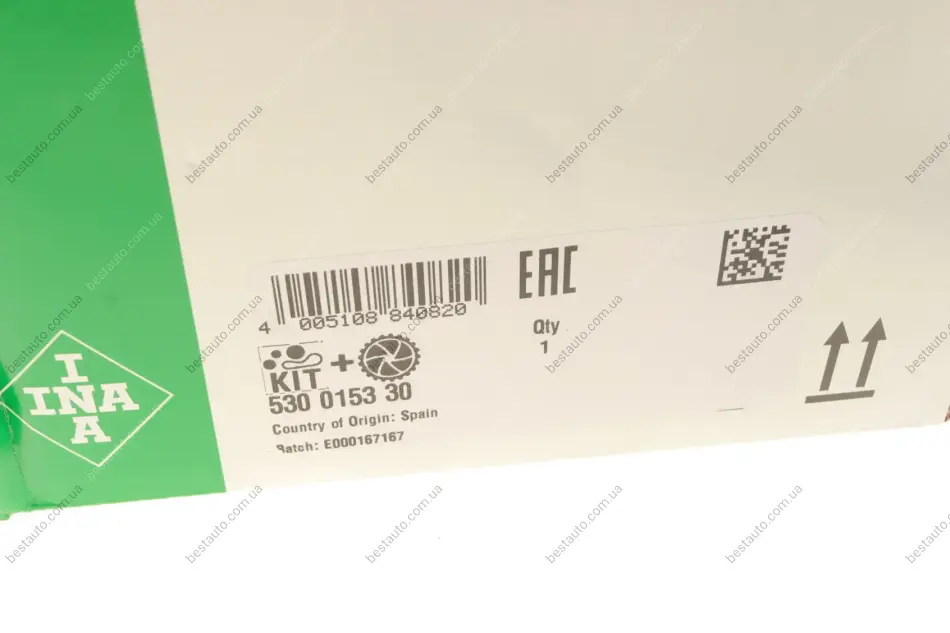 INA
INA
EAC
4 005108 840820
Qty
1
KIT
530 0153 30
Country of Origin: Spain
Batch: E000167167
bestauto.com.ua